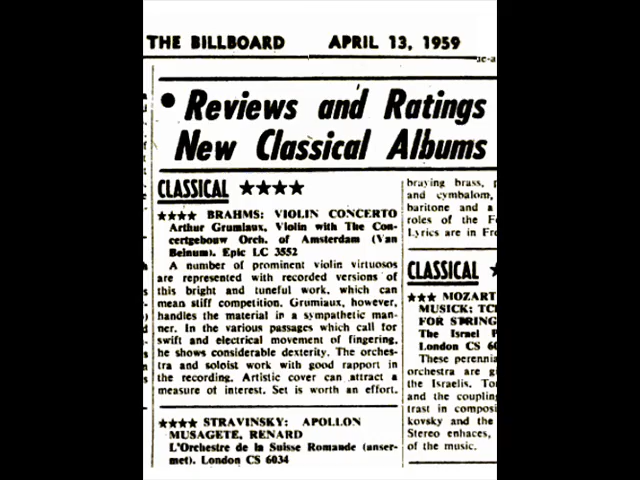 THE BILLBOARD APRIL 13, 1959
• Reviews and Ratings
New Classical Albums
CLASSICAL ★★★★
★★★★ BRAHMS: VIOLIN CONCERTO
Arthur Grumiaux, Violin with The Con-
certgebouw Orch. of Amsterdam (Van
Beinum). Epic LC 3552
A number of prominent violin virtuosos
are represented with recorded versions of
this bright and tuneful work, which can
mean stiff competition. Grumiaux, however,
handles the material in a sympathetic man-
ner. In the various passages which call for
swift and electrical movement of fingering,
he shows considerable dexterity. The orches-
tra and soloist work with good rapport in
the recording. Artistic cover can attract a
measure of interest. Set is worth an effort.
★★★★ STRAVINSKY: APOLLON
MUSAGETE, RENARD
L'Orchestre de la Suisse Romande (anser-
met). London CS 6034
braying brass,
and cymbalom,
baritone and a
roles of the
Lyrics are in
CLASSICAL ★
★★★ MOZART
MUSICK:
FOR STRING
The Israel
London CS
These perennia
orchestra are
the Israelis.
and the coupling
trast in composi
kovsky and the
Stereo enhaces,
of the music.